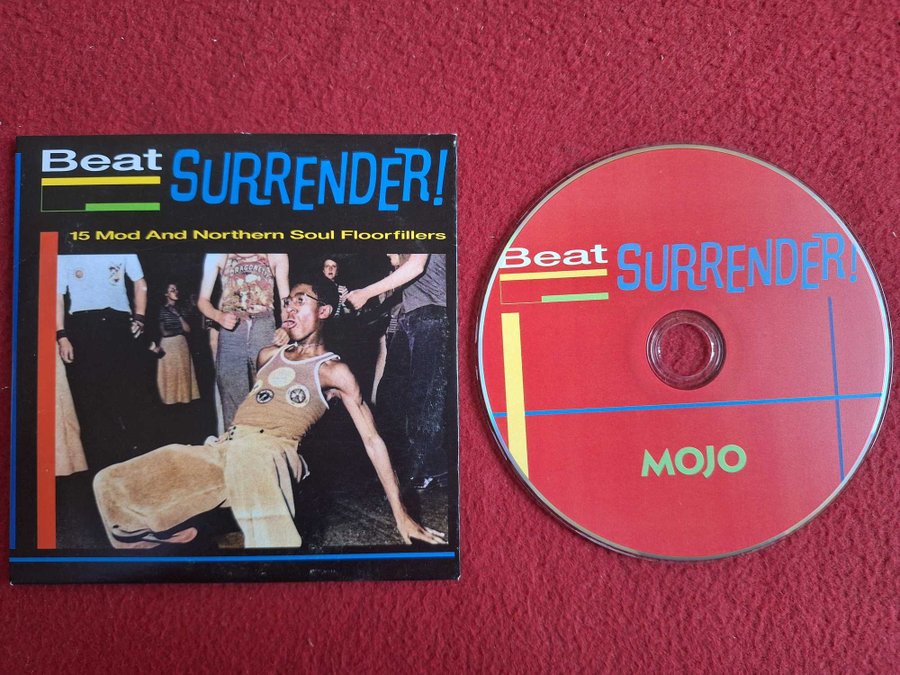 Beat SURRENDER!
15 Mod And Northern Soul Floorfillers
Beat SURRENDER!
MOJO